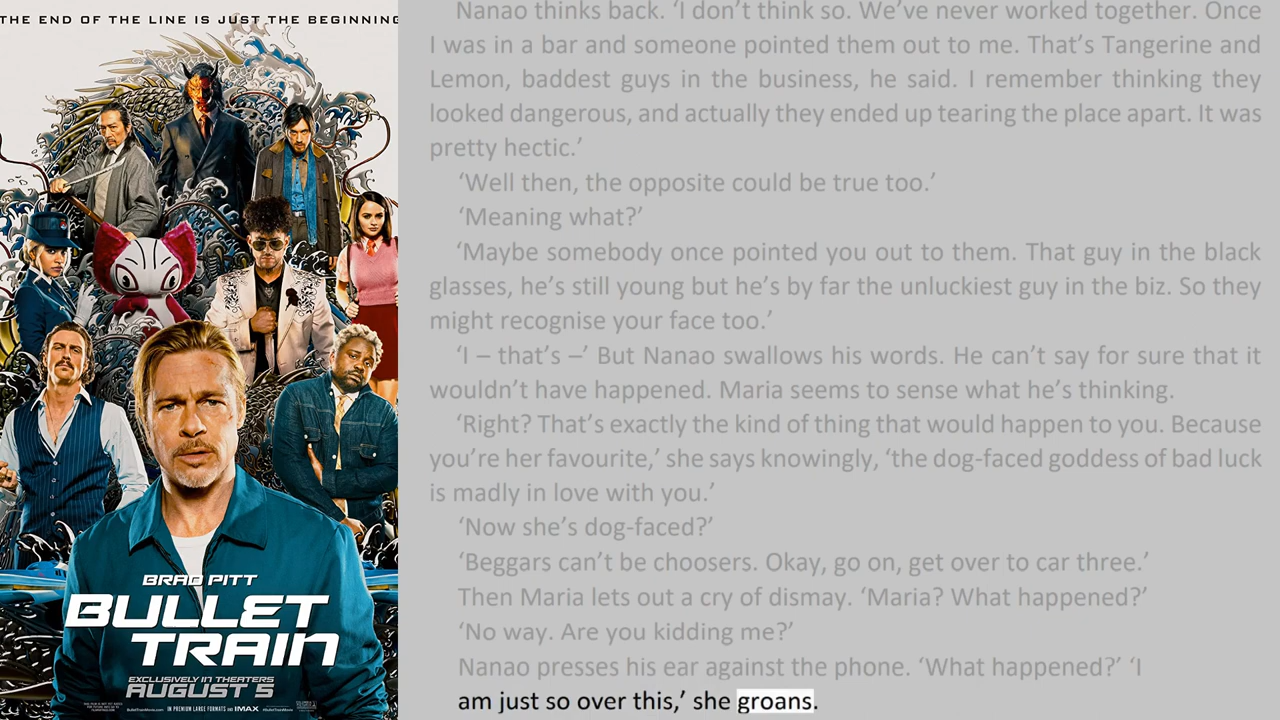 THE END OF THE LINE IS JUST THE BEGINNING
BRAD PITT
BULLET
TRAIN
EXCLUSIVELY IN THEATERS
AUGUST 5
BulletTrainMovie.com
IN PREMIUM LARGE FORMATS AND IMAX
#BulletTrainMovie
Nanao thinks back. ‘I don’t think so. We’ve never worked together. Once
I was in a bar and someone pointed them out to me. That’s Tangerine and
Lemon, baddest guys in the business, he said. I remember thinking they
looked dangerous, and actually they ended up tearing the place apart. It was
pretty hectic.’
‘Well then, the opposite could be true too.’
‘Meaning what?’
‘Maybe somebody once pointed you out to them. That guy in the black
glasses, he’s still young but he’s by far the unluckiest guy in the biz. So they
might recognise your face too.’
‘I – that’s –’ But Nanao swallows his words. He can’t say for sure that it
wouldn’t have happened. Maria seems to sense what he’s thinking.
‘Right? That’s exactly the kind of thing that would happen to you. Because
you’re her favourite,’ she says knowingly, ‘the dog-faced goddess of bad luck
is madly in love with you.’
‘Now she’s dog-faced?’
‘Beggars can’t be choosers. Okay, go on, get over to car three.’
Then Maria lets out a cry of dismay. ‘Maria? What happened?’
‘No way. Are you kidding me?’
Nanao presses his ear against the phone. ‘What happened?’ ‘I
am just so over this,’ she groans.